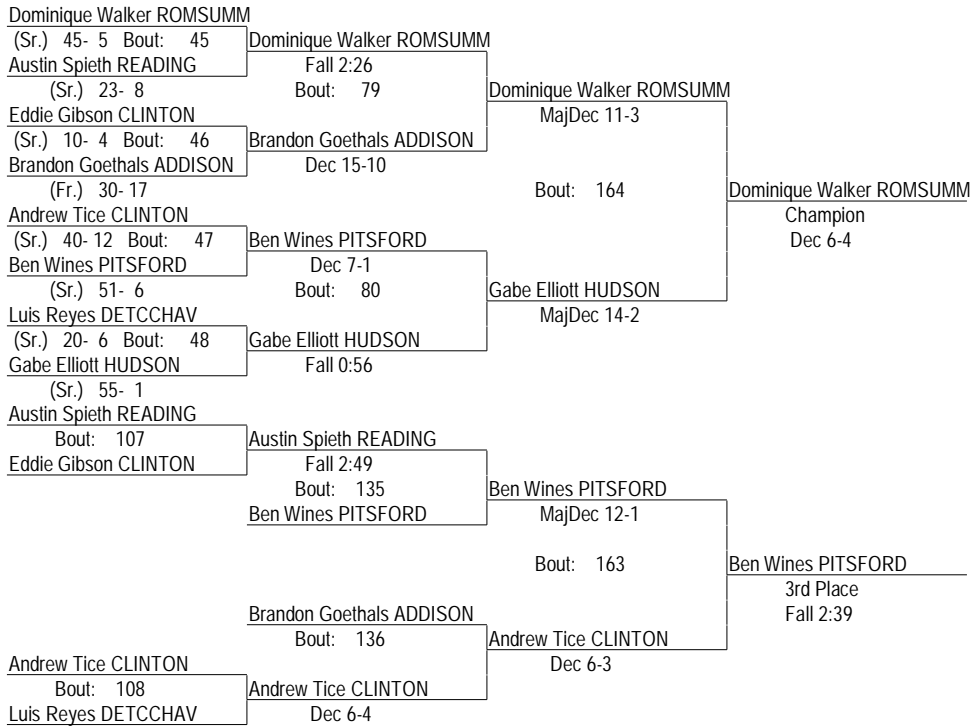 Dominique Walker ROMSUMM
(Sr.) 45- 5 Bout: 45
Dominique Walker ROMSUMM
Austin Spieth READING
Fall 2:26
(Sr.) 23- 8
Bout: 79
Dominique Walker ROMSUMM
Eddie Gibson CLINTON
MajDec 11-3
(Sr.) 10- 4 Bout: 46
Brandon Goethals ADDISON
Brandon Goethals ADDISON
Dec 15-10
(Fr.) 30- 17
Bout: 164
Dominique Walker ROMSUMM
Andrew Tice CLINTON
Champion
(Sr.) 40- 12 Bout: 47
Ben Wines PITSFORD
Dec 6-4
Ben Wines PITSFORD
Dec 7-1
(Sr.) 51- 6
Bout: 80
Gabe Elliott HUDSON
Luis Reyes DETCCHAV
MajDec 14-2
(Sr.) 20- 6 Bout: 48
Gabe Elliott HUDSON
Gabe Elliott HUDSON
Fall 0:56
(Sr.) 55- 1
Austin Spieth READING
Bout: 107
Austin Spieth READING
Eddie Gibson CLINTON
Fall 2:49
Bout: 135
Ben Wines PITSFORD
Ben Wines PITSFORD
MajDec 12-1
Bout: 163
Ben Wines PITSFORD
3rd Place
Brandon Goethals ADDISON
Fall 2:39
Bout: 136
Andrew Tice CLINTON
Andrew Tice CLINTON
Dec 6-3
Bout: 108
Andrew Tice CLINTON
Luis Reyes DETCCHAV
Dec 6-4